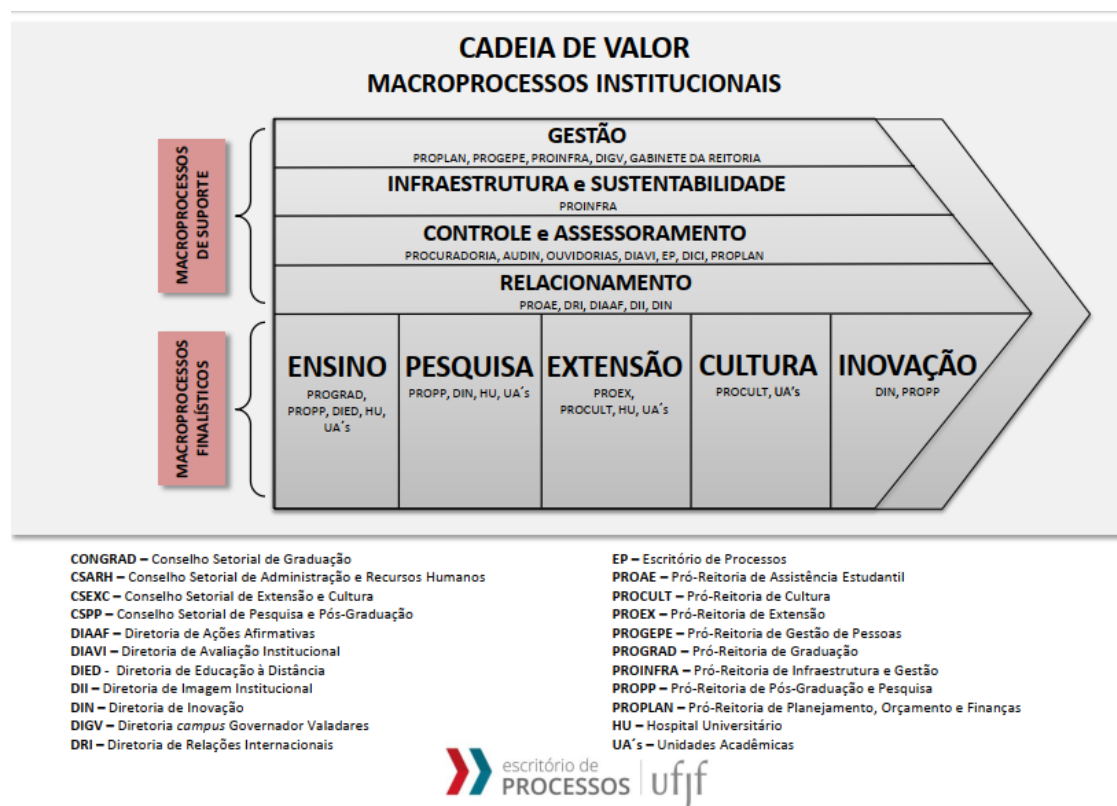 CADEIA DE VALOR
MACROPROCESSOS INSTITUCIONAIS
MACROPROCESSOS
DE SUPORTE
GESTÃO
PROPLAN, PROGEPE, PROINFRA, DIGV, GABINETE DA REITORIA
INFRAESTRUTURA e SUSTENTABILIDADE
PROINFRA
CONTROLE e ASSESSORAMENTO
PROCURADORIA, AUDIN, OUVIDORIAS, DIAVI, EP, DICI, PROPLAN
RELACIONAMENTO
PROAE, DRI, DIAAF, DII, DIN
MACROPROCESSOS
FINALÍSTICOS
ENSINO
PROGRAD,
PROPP, DIED, HU,
UA´s
PESQUISA
PROPP, DIN, HU, UA´s
EXTENSÃO
PROEX,
PROCULT, HU, UA´s
CULTURA
PROCULT, UA's
INOVAÇÃO
DIN, PROPP
CONGRAD – Conselho Setorial de Graduação
CSARH – Conselho Setorial de Administração e Recursos Humanos
CSEXC – Conselho Setorial de Extensão e Cultura
CSPP – Conselho Setorial de Pesquisa e Pós-Graduação
DIAAF – Diretoria de Ações Afirmativas
DIAVI – Diretoria de Avaliação Institucional
DIED - Diretoria de Educação à Distância
DII – Diretoria de Imagem Institucional
DIN – Diretoria de Inovação
DIGV – Diretoria campus Governador Valadares
DRI – Diretoria de Relações Internacionais
EP – Escritório de Processos
PROAE – Pró-Reitoria de Assistência Estudantil
PROCULT – Pró-Reitoria de Cultura
PROEX – Pró-Reitoria de Extensão
PROGEPE – Pró-Reitoria de Gestão de Pessoas
PROGRAD – Pró-Reitoria de Graduação
PROINFRA – Pró-Reitoria de Infraestrutura e Gestão
PROPP – Pró-Reitoria de Pós-Graduação e Pesquisa
PROPLAN – Pró-Reitoria de Planejamento, Orçamento e Finanças
HU – Hospital Universitário
UA´s – Unidades Acadêmicas
escritório de
PROCESSOS
ufjf